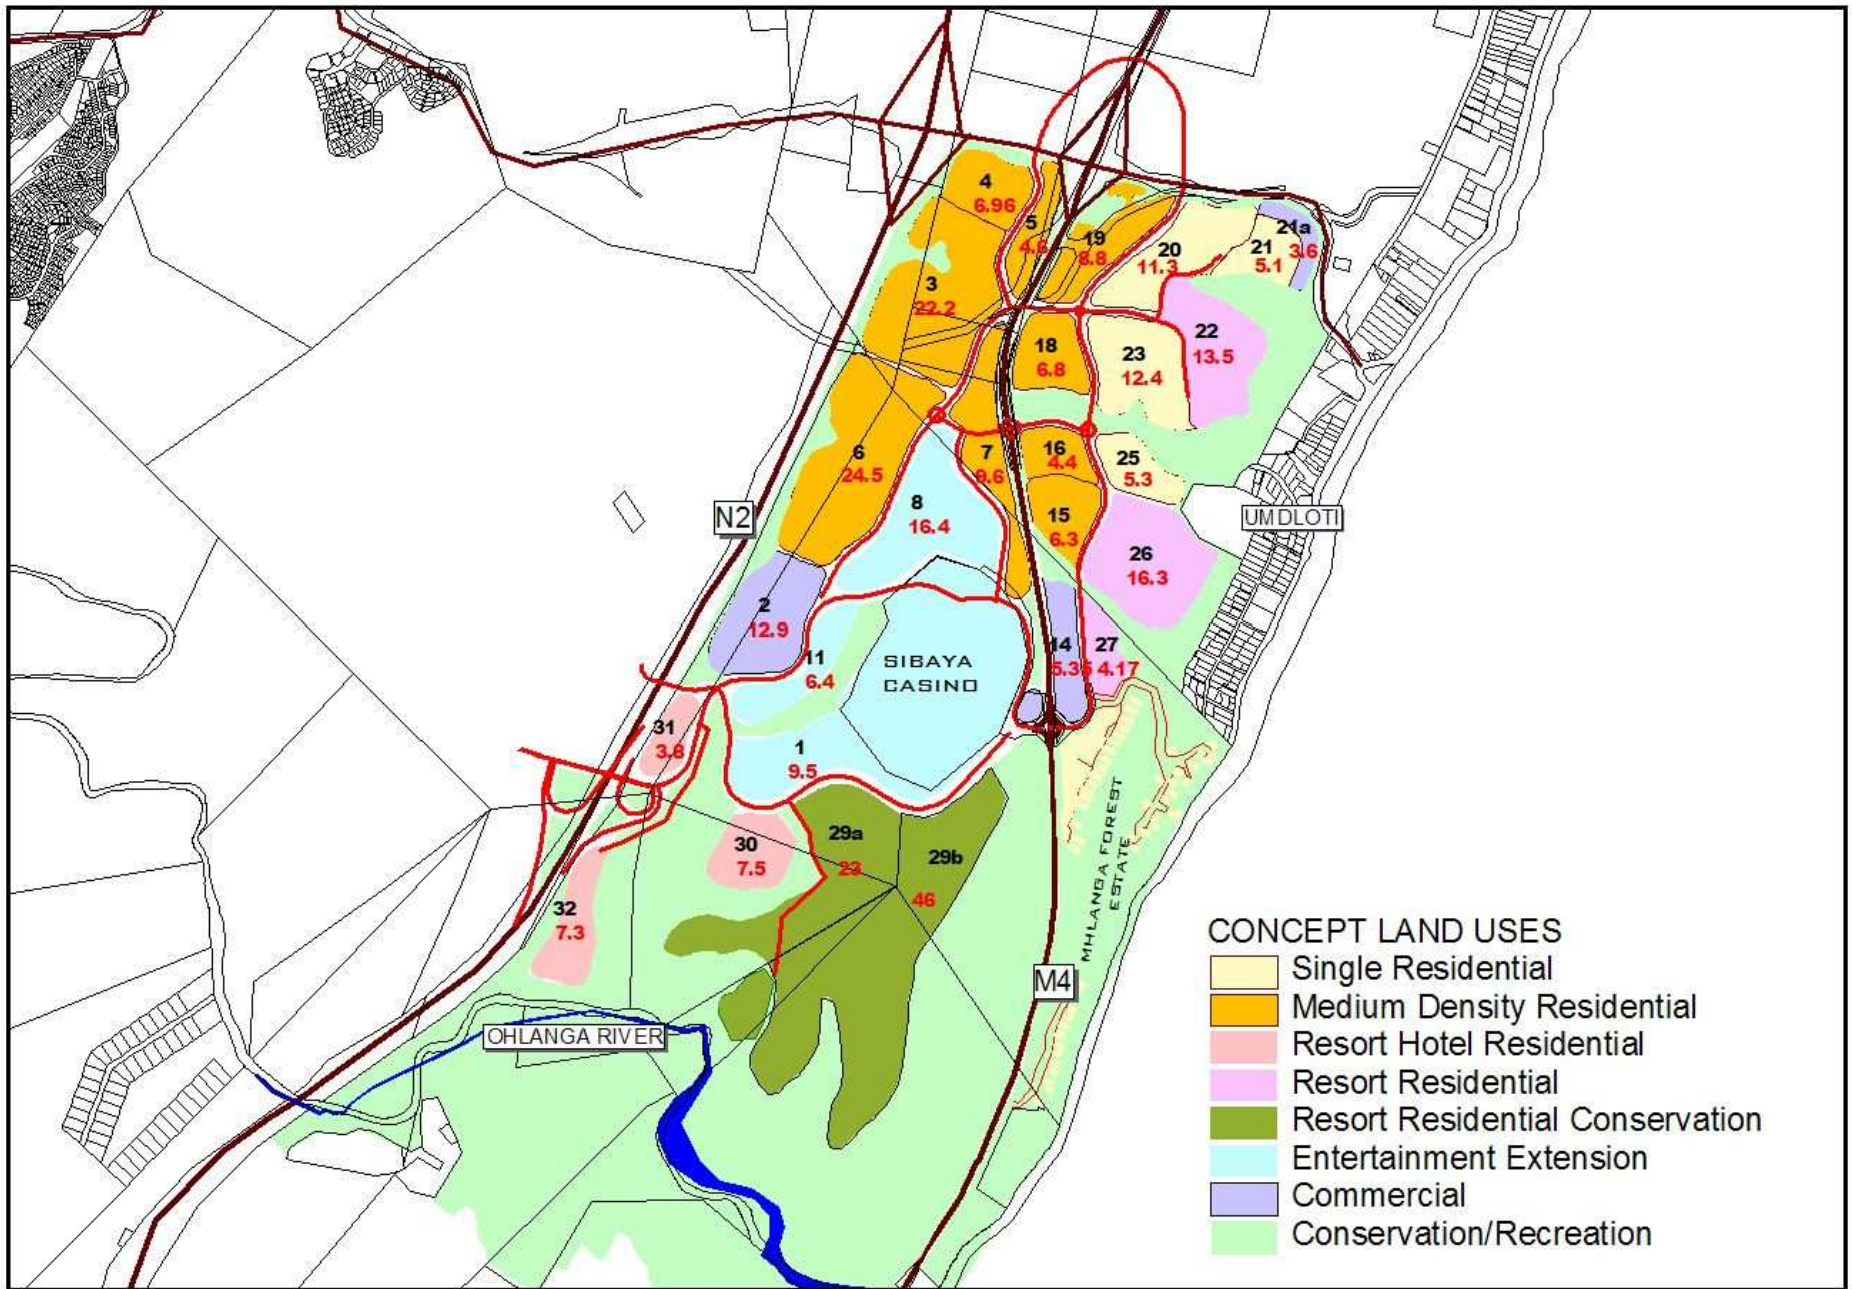 4
6.96
5
4.6
19
8.8
20
11.3
21
5.1
21a
3.6
3
22.2
22
13.5
18
6.8
23
12.4
6
24.5
7
9.6
16
4.4
25
5.3
8
16.4
15
6.3
26
16.3
N2
UMDLOTI
2
12.9
11
6.4
SIBAYA
CASINO
14
5.35
27
4.17
31
3.8
1
9.5
30
7.5
29a
23
29b
46
32
7.3
MHLANGA FOREST
ESTATE
M4
OHLANGA RIVER
CONCEPT LAND USES
Single Residential
Medium Density Residential
Resort Hotel Residential
Resort Residential
Resort Residential Conservation
Entertainment Extension
Commercial
Conservation/Recreation